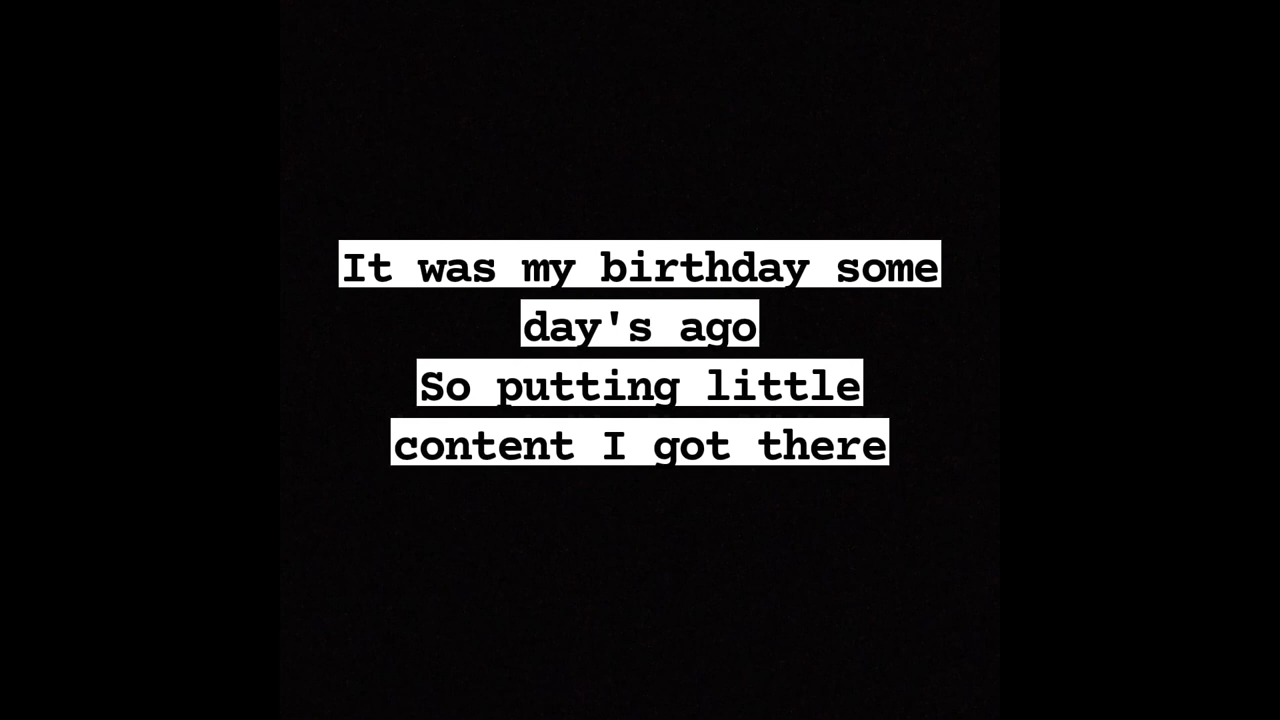 It was my birthday some
day's ago
So putting little
content I got there